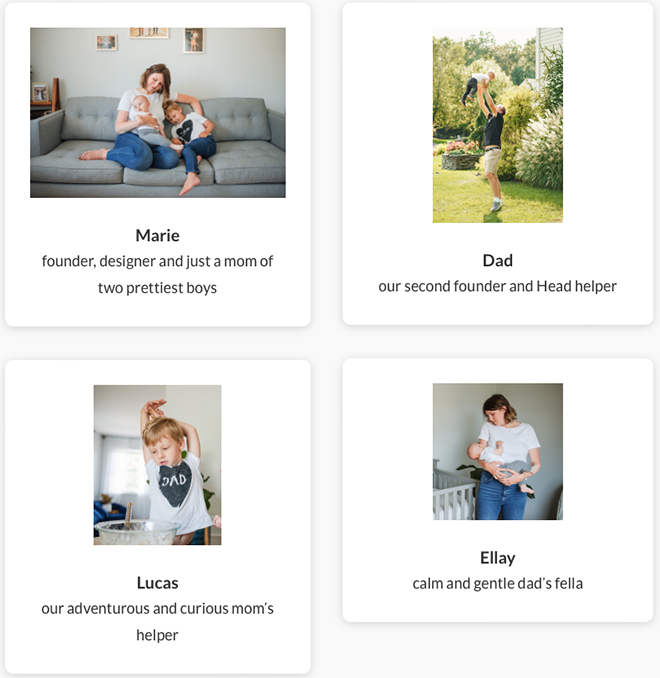 Marie
founder, designer and just a mom of
two prettiest boys
Dad
our second founder and Head helper
DAD
Lucas
our adventurous and curious mom's
helper
Ellay
calm and gentle dad's fella